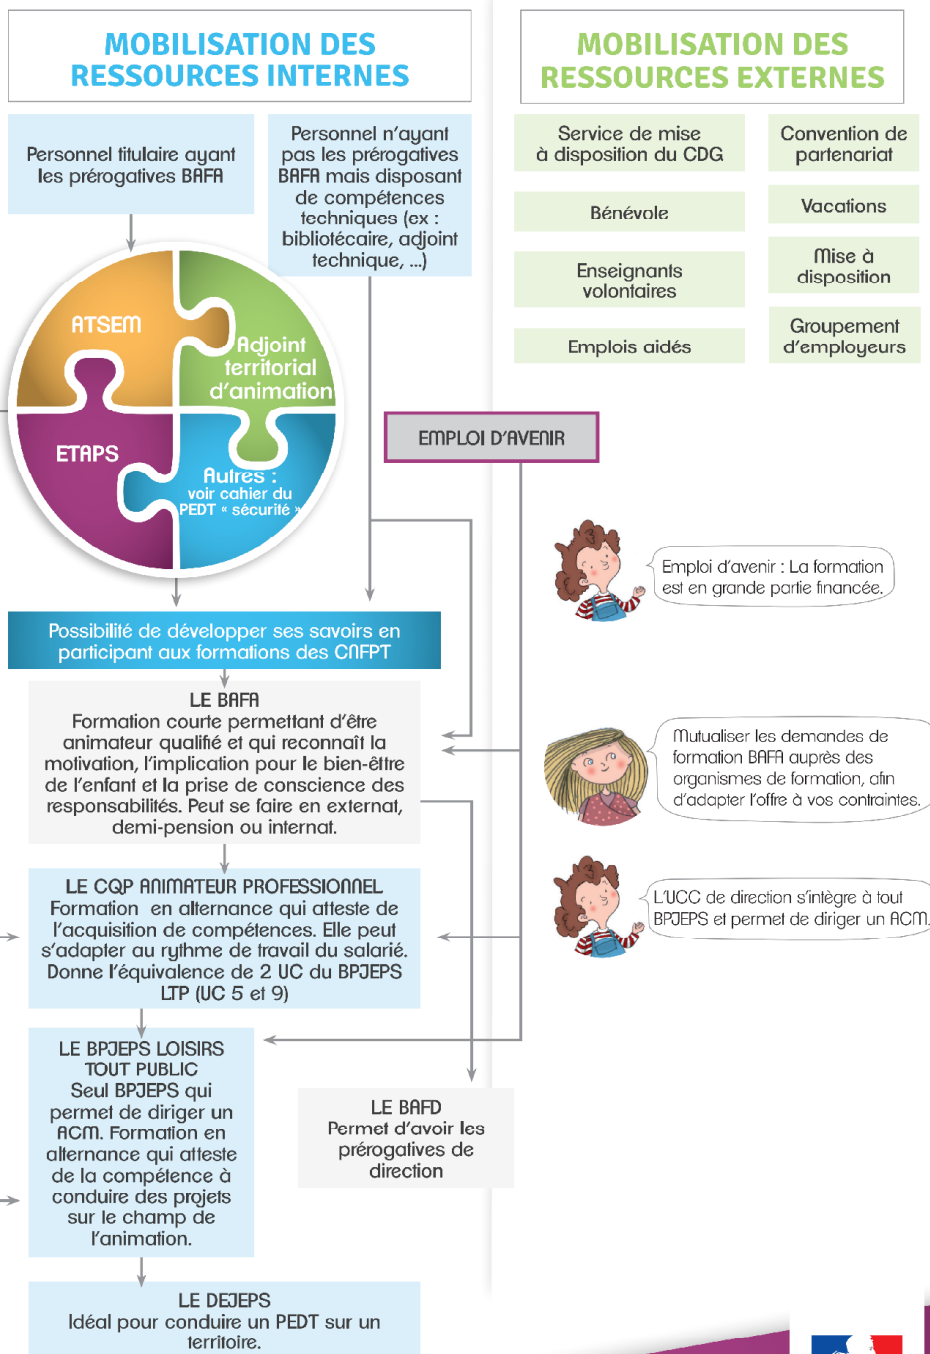 MOBILISATION DES
RESSOURCES INTERNES
Personnel titulaire ayant
les prérogatives BAFA
Personnel n'ayant
pas les prérogatives
BAFA mais disposant
de compétences
techniques (ex :
bibliotécaire, adjoint
technique, ...)
ATSEM
Adjoint
territorial
d'animation
ETAPS
Autres :
voir cahier du
PEDT « sécurité »
MOBILISATION DES
RESSOURCES EXTERNES
Service de mise
à disposition du CDG
Convention de
partenariat
Bénévole
Vacations
Enseignants
volontaires
Mise à
disposition
Emplois aidés
Groupement
d'employeurs
EMPLOI D'AVENIR
Emploi d'avenir : La formation
est en grande partie financée.
Possibilité de développer ses savoirs en
participant aux formations des CNFPT
LE BAFA
Formation courte permettant d'être
animateur qualifié et qui reconnaît la
motivation, l'implication pour le bien-êttre
de l'enfant et la prise de conscience des
responsabilités. Peut se faire en externat,
demi-pension ou internat.
Mutualiser les demandes de
formation BAFA auprès des
organismes de formation, afin
d'adapter l'offre à vos contraintes.
LE CQP ANIMATEUR PROFESSIONNEL
Formation en alternance qui atteste de
l'acquisition de compétences. Elle peut
s'adapter au rythme de travail du salarié.
Donne l'équivalence de 2 UC du BPJEPS
LTP (UC 5 et 9)
L'UCC de direction s'intègre à tout
BPJEPS et permet de diriger un ACM.
LE BPJEPS LOISIRS
TOUT PUBLIC
Seul BPJEPS qui
permet de diriger un
ACM. Formation en
alternance qui atteste
de la compétence à
conduire des projets
sur le champ de
l'animation.
LE BAFD
Permet d'avoir les
prérogatives de
direction
LE DEJEPS
Idéal pour conduire un PEDT sur un
territoire.